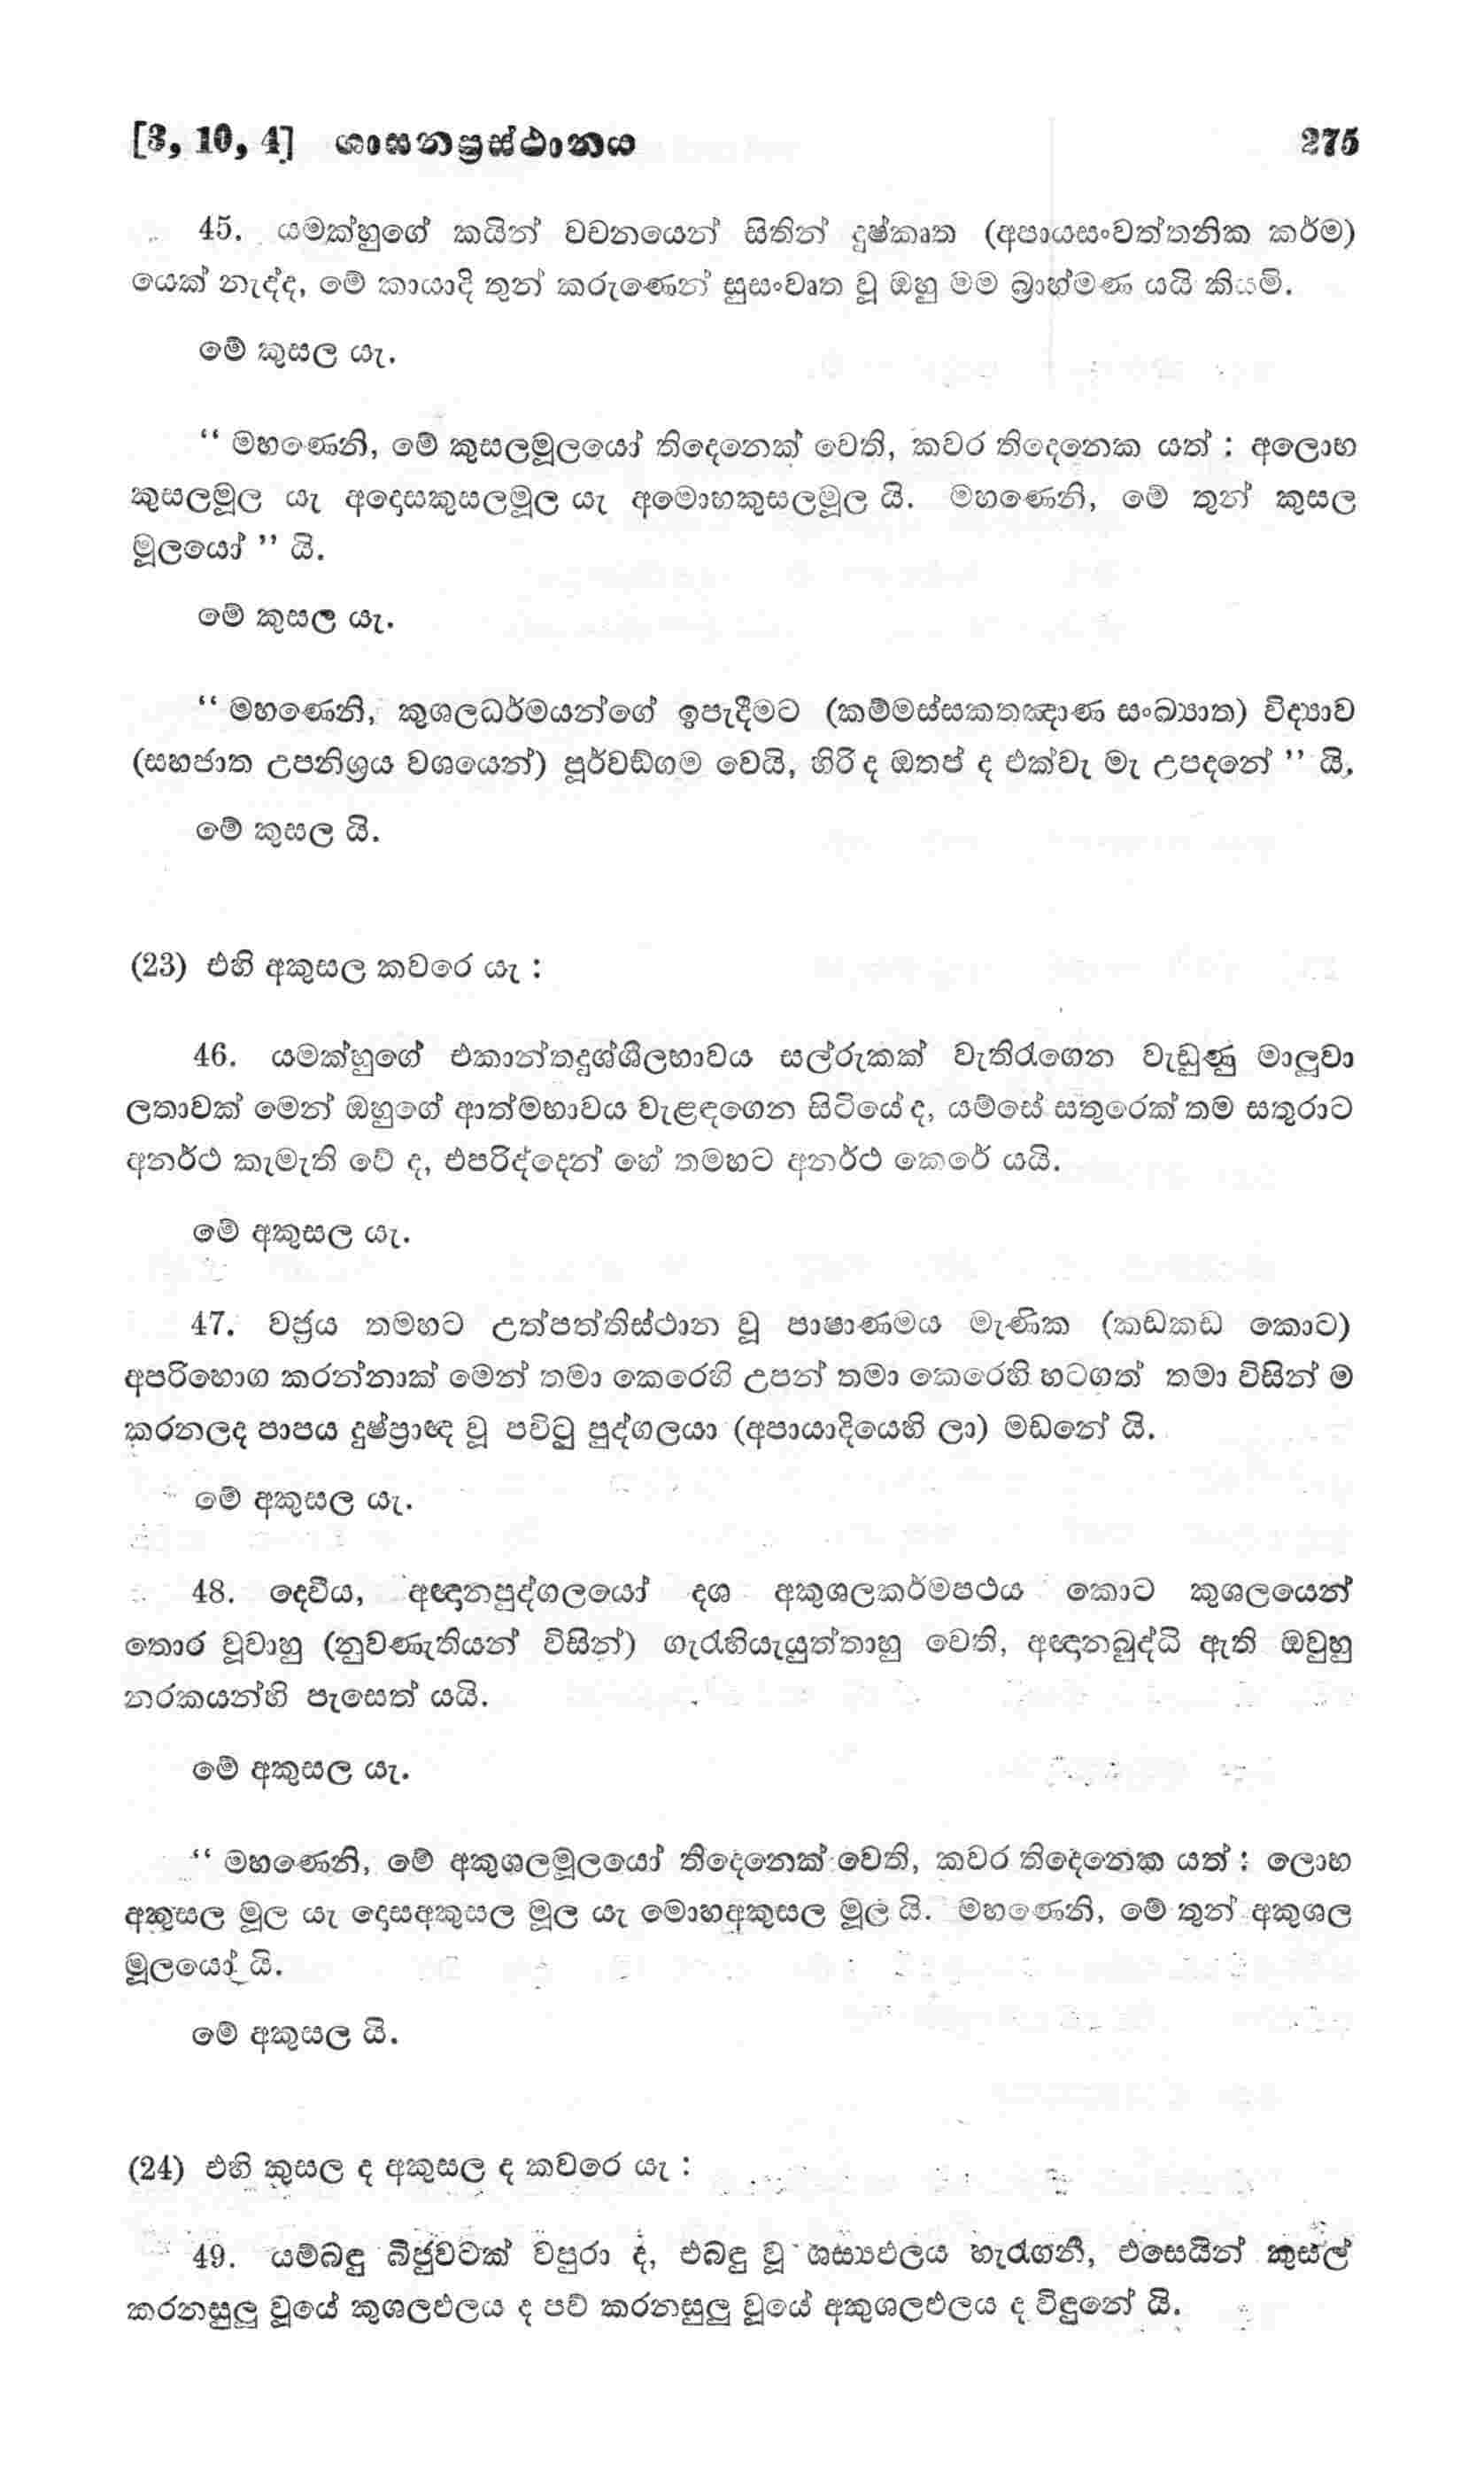 [3, 10, 4] ශාසනප්‍රස්ථානය 275
45. යමක්හුගේ කයින් වචනයෙන් සිතින් දුෂ්කෘත (අපායසංවත්තනික කර්ම)
යෙක් නැද්ද, මේ කායාදි තුන් කරුණෙන් සුසංවෘත වූ ඔහු මම බ්‍රාහ්මණ යයි කියමි.
මේ කුසල යැ.
“ මහණෙනි, මේ කුසලමූලයෝ තිදෙනෙක් වෙති, කවර තිදෙනෙක යත් : අලොභ
කුසලමූල යැ අදෙසකුසලමූල යැ අමොහකුසලමූල යි. මහණෙනි, මේ තුන් කුසල
මූලයෝ ” යි.
මේ කුසල යැ.
“ මහණෙනි, කුශලධර්මයන්ගේ ඉපැදීමට (කම්මස්සකතඤාණ සංඛ්‍යාත) විද්‍යාව
(සහජාත උපනිශ්‍රය වශයෙන්) පූර්වඞ්ගම වෙයි, හිරි ද ඔතප් ද එක්වැ මැ උපදනේ ” යි,
මේ කුසල යි.
(23) එහි අකුසල කවරෙ යැ :
46. යමක්හුගේ එකාන්තදුශ්ශීලභාවය සල්රුකක් වැතිරැගෙන වැඩුණු මාලුවා
ලතාවක් මෙන් ඔහුගේ ආත්මභාවය වැළඳගෙන සිටියේ ද, යම්සේ සතුරෙක් තම සතුරාට
අනර්ථ කැමැති වේ ද, එපරිද්දෙන් හේ තමහට අනර්ථ කෙරේ යයි.
මේ අකුසල යැ.
47. වජ්‍රය තමහට උත්පත්තිස්ථාන වූ පාෂාණමය මැණික (කඩකඩ කොට)
අපරිභොග කරන්නාක් මෙන් තමා කෙරෙහි උපන් තමා කෙරෙහි හටගත් තමා විසින් ම
කරනලද පාපය දුෂ්ප්‍රාඥ වූ පවිටු පුද්ගලයා (අපායාදියෙහි ලා) මඩනේ යි.
මේ අකුසල යැ.
48. දෙවිය, අඥානපුද්ගලයෝ දශ අකුශලකර්මපථය කොට කුශලයෙන්
තොර වූවාහු (නුවණැතියන් විසින්) ගැරහියැයුත්තාහු වෙති, අඥානබුද්ධි ඇති ඔවුහු
නරකයන්හි පැසෙත් යයි.
මේ අකුසල යැ.
“ මහණෙනි, මේ අකුශලමූලයෝ තිදෙනෙක් වෙති, කවර තිදෙනෙක යත් : ලොභ
අකුසල මූල යැ දෙසඅකුසල මූල යැ මොහඅකුසල මූල යි. මහණෙනි, මේ තුන් අකුශල
මූලයෝ යි.
මේ අකුසල යි.
(24) එහි කුසල ද අකුසල ද කවරෙ යැ :
49. යම්බඳු බිජුවටක් වපුරා ද, එබඳු වූ ශස්‍යඵලය හැරගනී, එසෙයින් කුසල්
කරනසුලු වූයේ කුශලඵලය ද පව් කරනසුලු වූයේ අකුශලඵලය ද විඳුනේ යි.